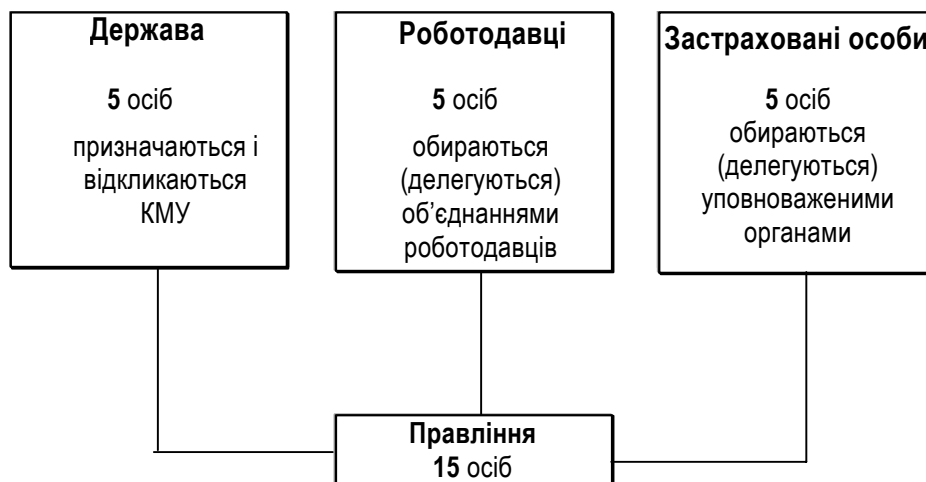 Держава
5 осіб
призначаються і
відкликаються
КМУ
Роботодавці
5 осіб
обираються
(делегуються)
об’єднаннями
роботодавців
Застраховані особи
5 осіб
обираються
(делегуються)
уповноваженими
органами
Правління
15 осіб